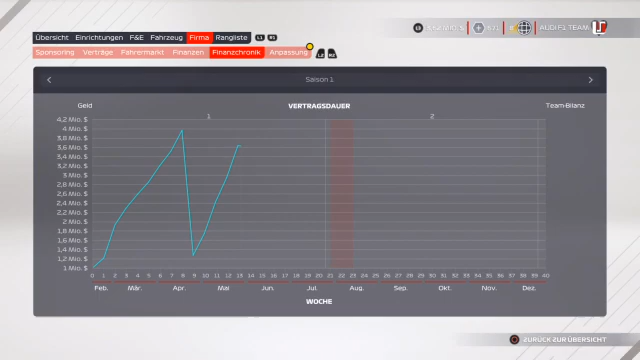 Übersicht Einrichtungen F&E Fahrzeug Firma Rangliste L1 R1
AUDI F1 TEAM
Sponsoring Verträge Fahrermarkt Finanzen Finanzchronik Anpassung L2 R2
Saison 1
Geld VERTRAGSDAUER Team-Bilanz
1 2
4,2 Mio. $
4 Mio. $
3,8 Mio. $
3,6 Mio. $
3,4 Mio. $
3,2 Mio. $
3 Mio. $
2,8 Mio. $
2,6 Mio. $
2,4 Mio. $
2,2 Mio. $
2 Mio. $
1,8 Mio. $
1,6 Mio. $
1,4 Mio. $
1,2 Mio. $
1 Mio. $
0 1 2 3 4 5 6 7 8 9 10 11 12 13 14 15 16 17 18 19 20 21 22 23 24 25 26 27 28 29 30 31 32 33 34 35 36 37 38 39 40
Feb. Mär. Apr. Mai Jun. Jul. Aug. Sep. Okt. Nov. Dez.
WOCHE
ZURÜCK ZUR ÜBERSICHT